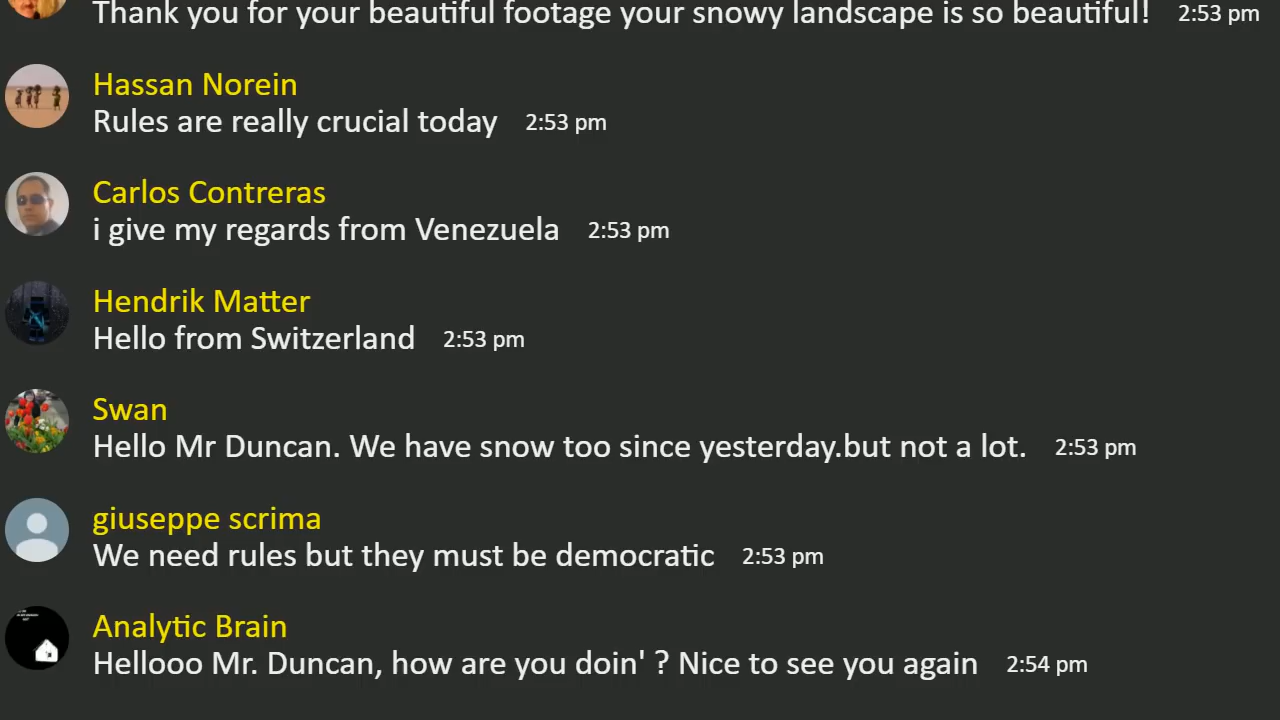 Thank you for your beautiful footage your snowy landscape is so beautiful! 2:53 pm
Hassan Norein
Rules are really crucial today 2:53 pm
Carlos Contreras
i give my regards from Venezuela 2:53 pm
Hendrik Matter
Hello from Switzerland 2:53 pm
Swan
Hello Mr Duncan. We have snow too since yesterday.but not a lot. 2:53 pm
giuseppe scrima
We need rules but they must be democratic 2:53 pm
Analytic Brain
Hellooo Mr. Duncan, how are you doin' ? Nice to see you again 2:54 pm